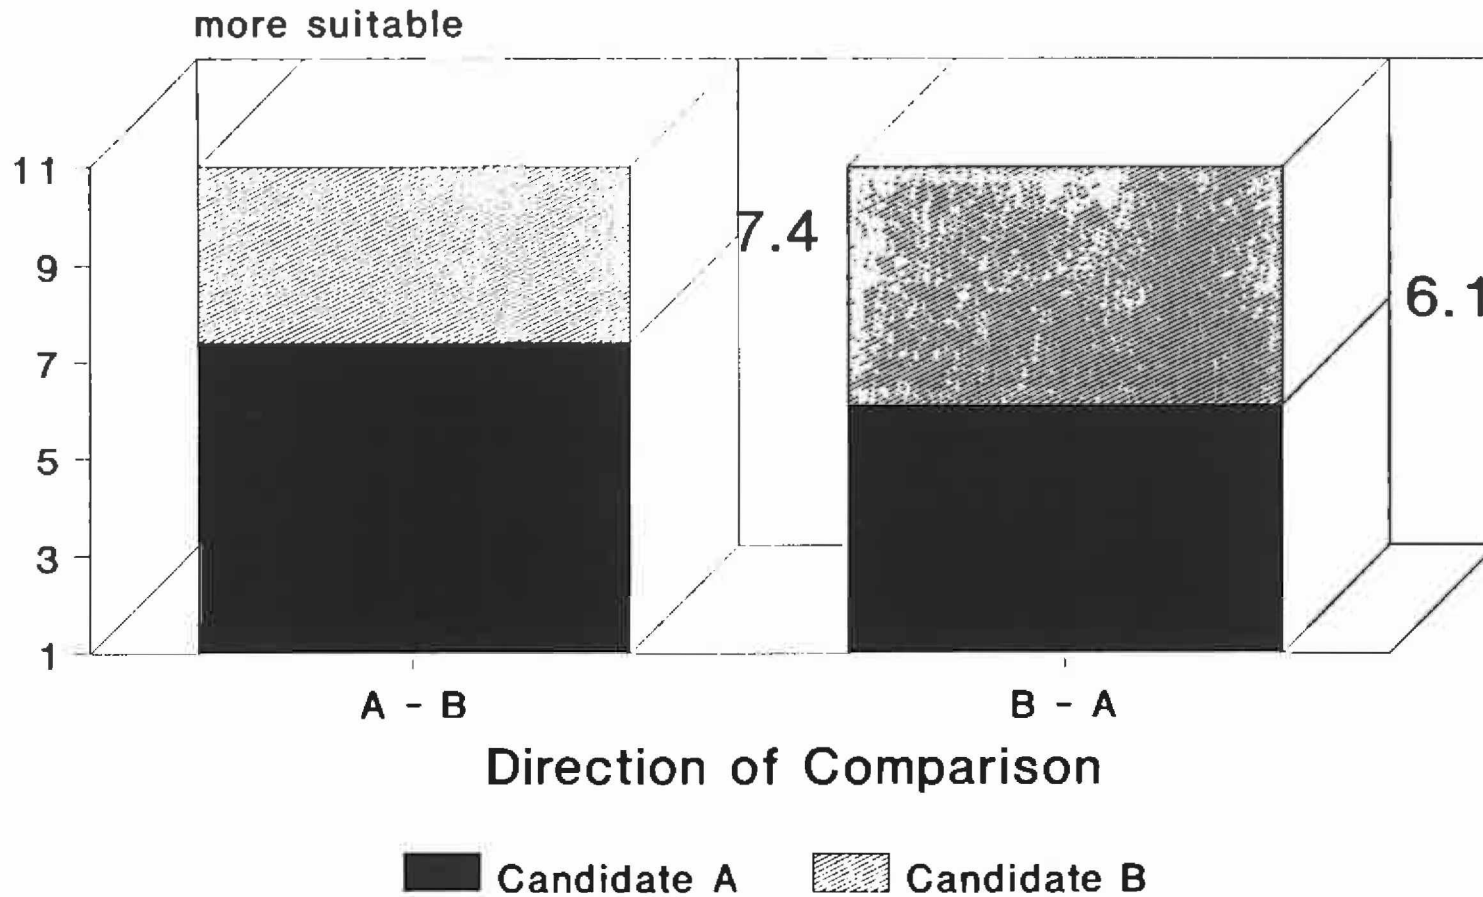 more suitable
11
7.4
9
6.1
7
5
3
1
A - B
B - A
Direction of Comparison
Candidate A
Candidate B